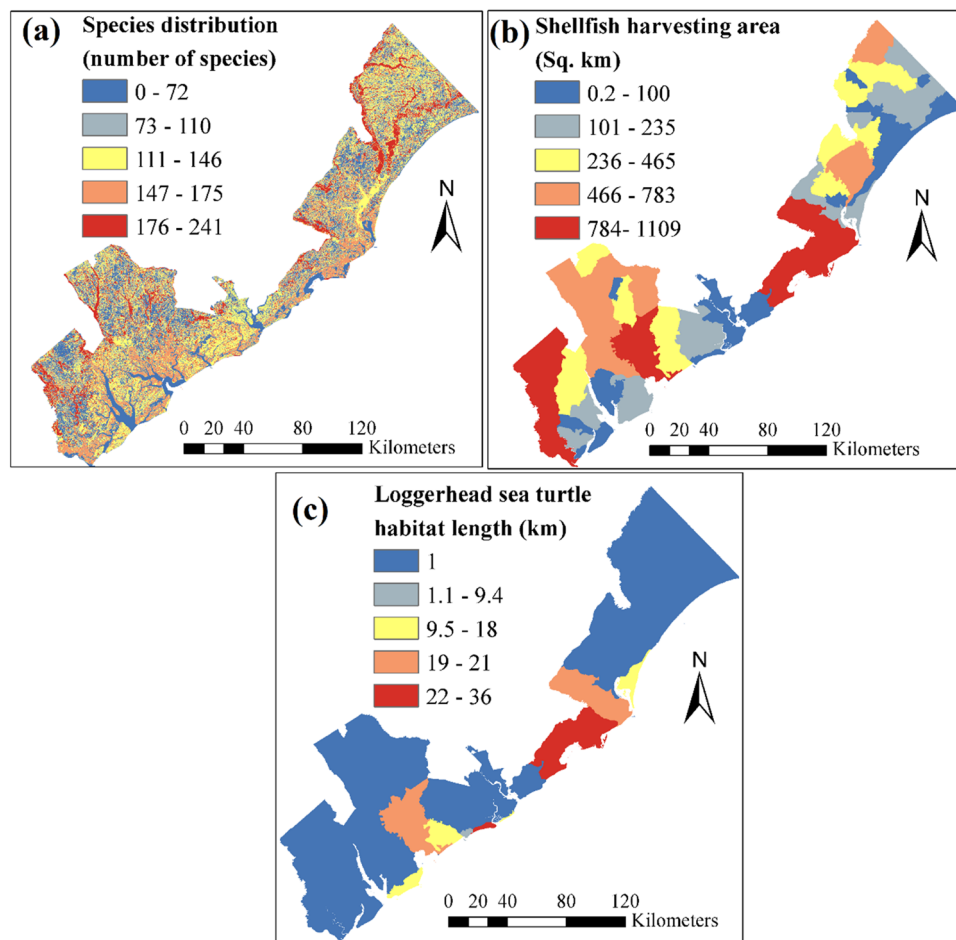 (a) Species distribution
(number of species)
0 - 72
73 - 110
111 - 146
147 - 175
176 - 241
N
0 20 40 80 120
Kilometers
(b) Shellfish harvesting area
(Sq. km)
0.2 - 100
101 - 235
236 - 465
466 - 783
784- 1109
N
0 20 40 80 120
Kilometers
(c) Loggerhead sea turtle
habitat length (km)
1
1.1 - 9.4
9.5 - 18
19 - 21
22 - 36
N
0 20 40 80 120
Kilometers